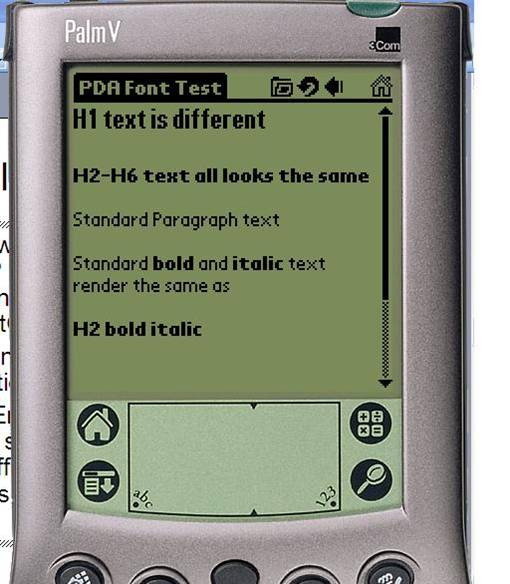 Palm V
3Com
PDA Font Test
H1 text is different
H2-H6 text all looks the same
Standard Paragraph text
Standard bold and italic text
render the same as
H2 bold italic
abc
123